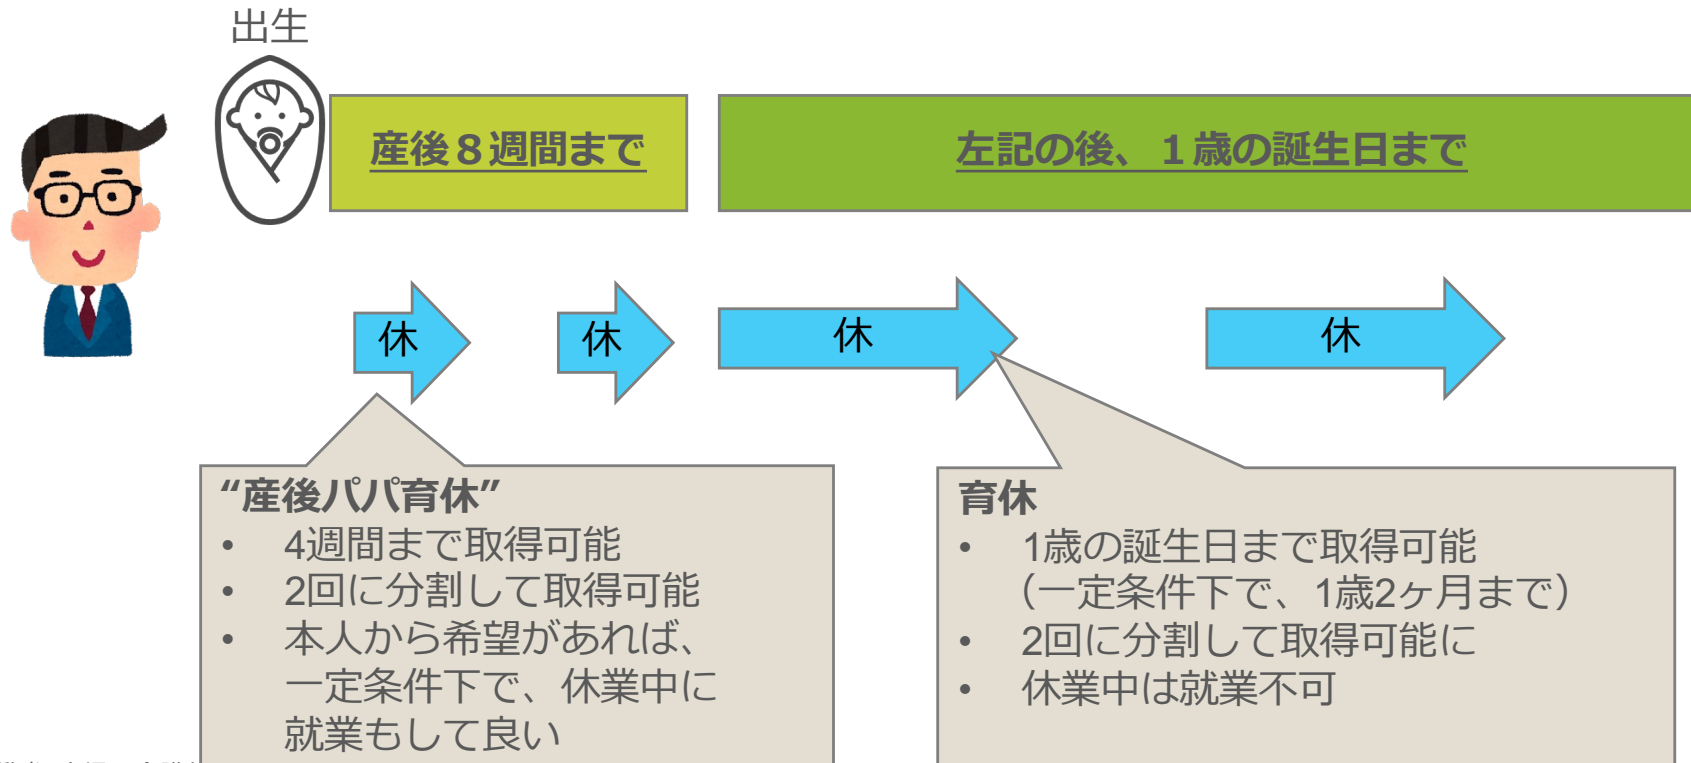 出生
産後８週間まで
左記の後、１歳の誕生日まで
休
休
休
休
“産後パパ育休”
• 4週間まで取得可能
• 2回に分割して取得可能
• 本人から希望があれば、
一定条件下で、休業中に
就業もして良い
育休
• 1歳の誕生日まで取得可能
（一定条件下で、1歳2ヶ月まで）
• 2回に分割して取得可能に
• 休業中は就業不可